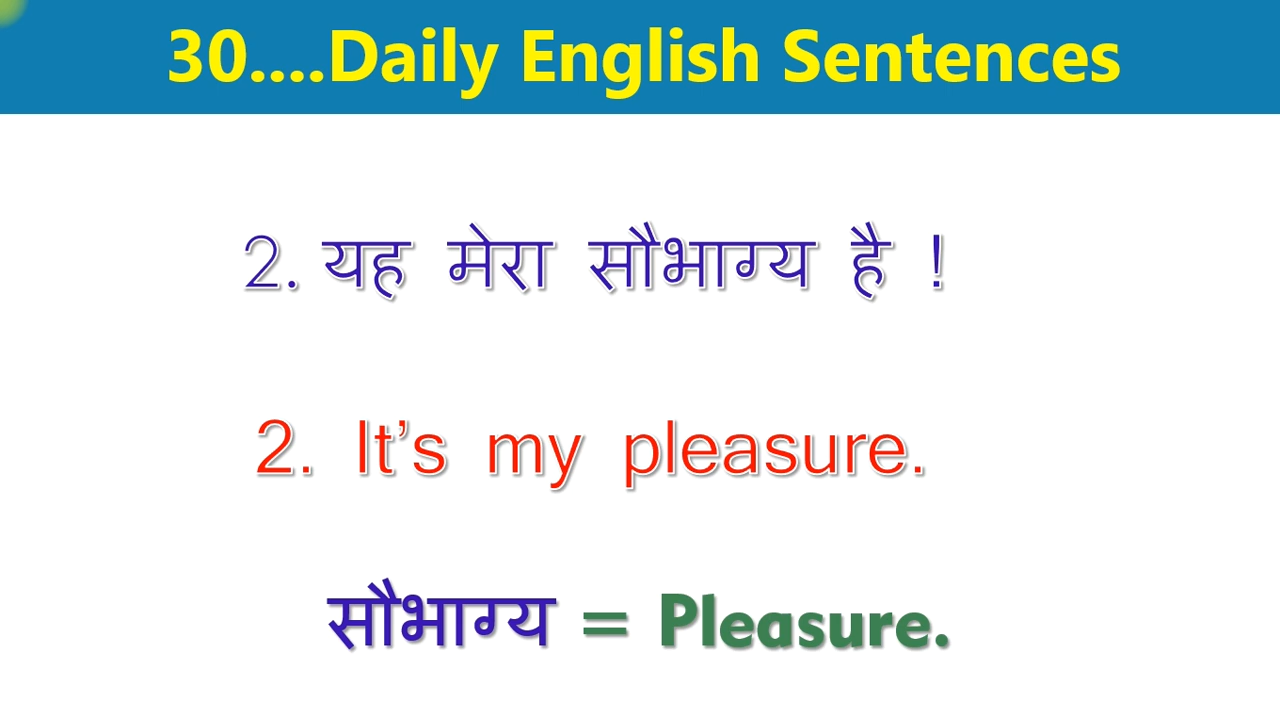 30....Daily English Sentences
2. यह मेरा सौभाग्य है !
2. It’s my pleasure.
सौभाग्य = Pleasure.